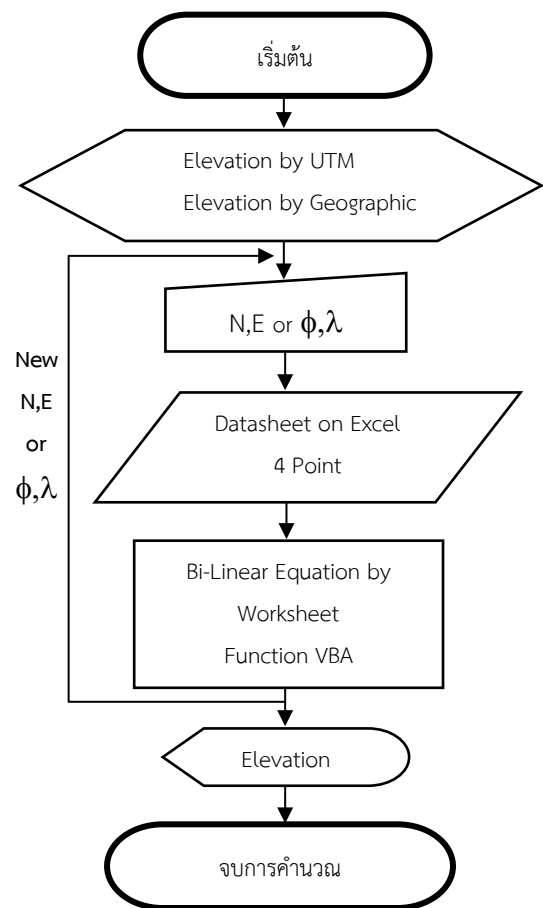 เริ่มต้น
Elevation by UTM
Elevation by Geographic
N,E or ϕ,λ
New
N,E
or
ϕ,λ
Datasheet on Excel
4 Point
Bi-Linear Equation by
Worksheet
Function VBA
Elevation
จบการคำนวณ